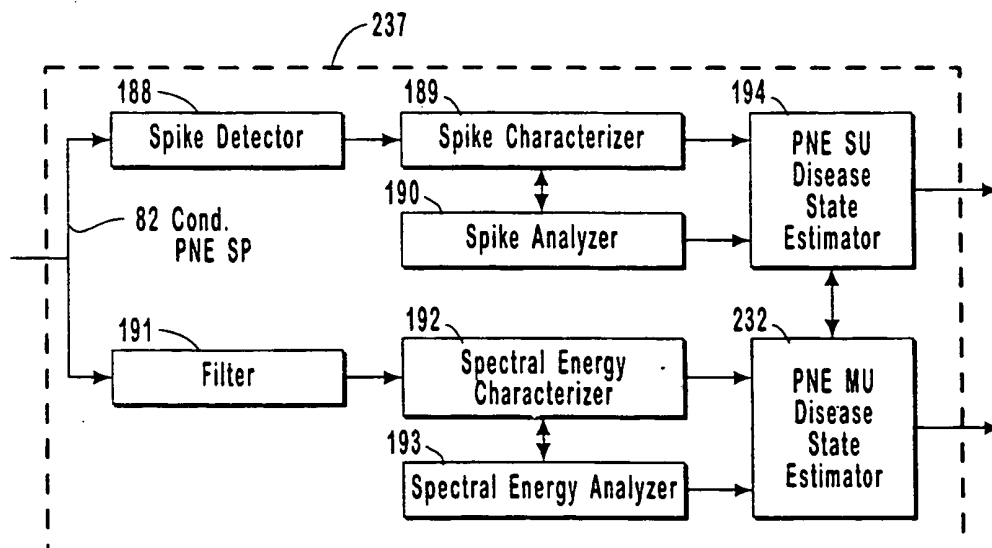 237
188
Spike Detector
189
Spike Characterizer
194
PNE SU
Disease
State
Estimator
190
Spike Analyzer
82 Cond.
PNE SP
191
Filter
192
Spectral Energy
Characterizer
232
PNE MU
Disease
State
Estimator
193
Spectral Energy Analyzer